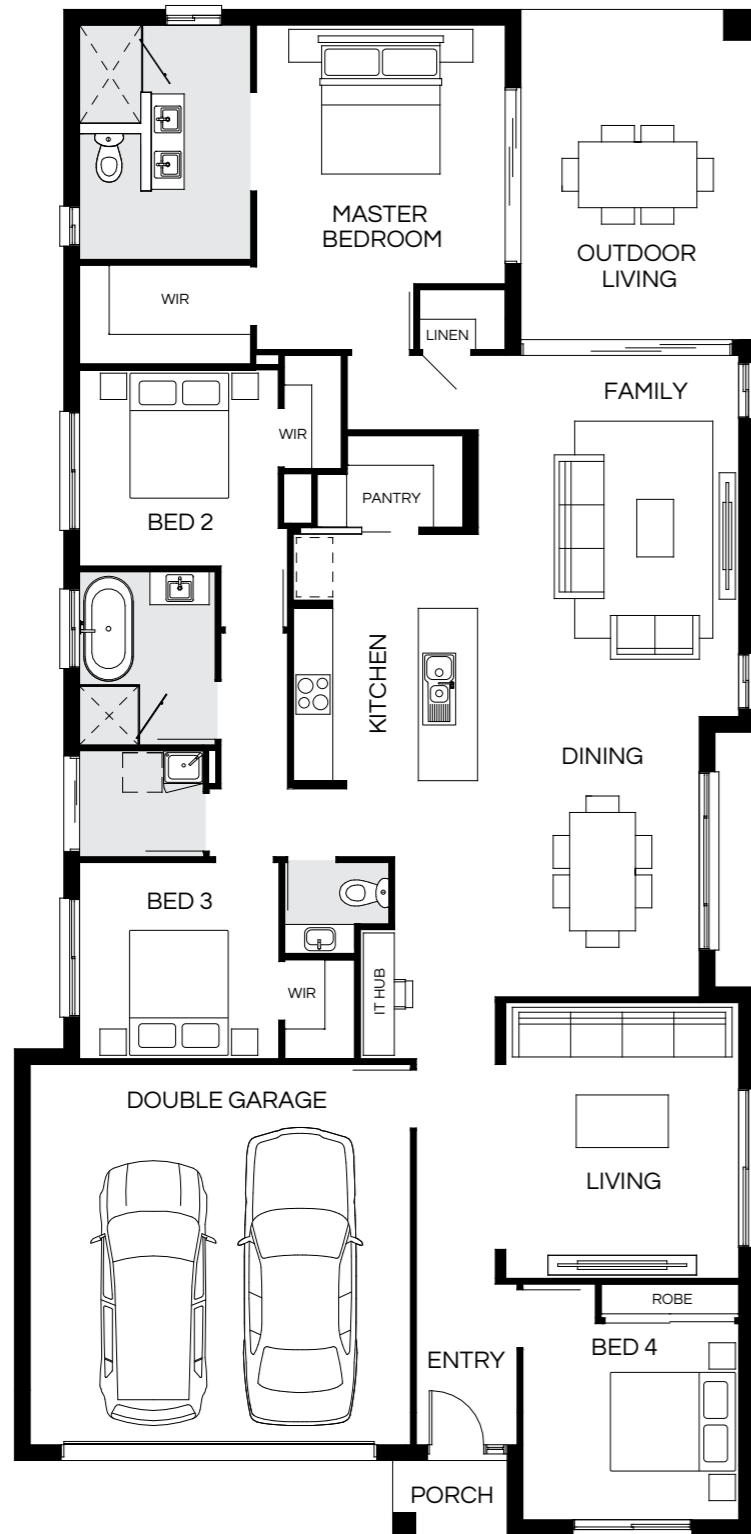 MASTER
BEDROOM
OUTDOOR
LIVING
WIR
LINEN
FAMILY
WIR
PANTRY
BED 2
KITCHEN
DINING
BED 3
WIR
IT HUB
DOUBLE GARAGE
LIVING
ROBE
BED 4
ENTRY
PORCH